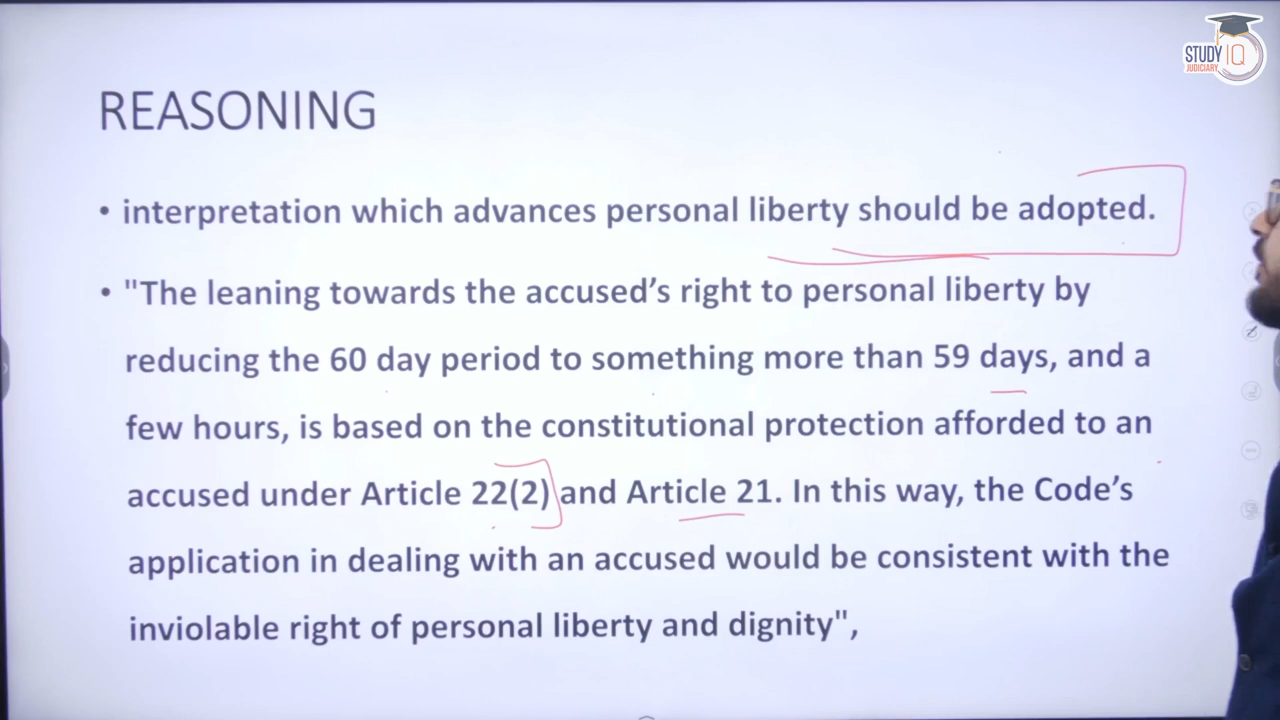 STUDY IQ
JUDICIARY
REASONING
• interpretation which advances personal liberty should be adopted.
• "The leaning towards the accused’s right to personal liberty by
reducing the 60 day period to something more than 59 days, and a
few hours, is based on the constitutional protection afforded to an
accused under Article 22(2) and Article 21. In this way, the Code’s
application in dealing with an accused would be consistent with the
inviolable right of personal liberty and dignity",